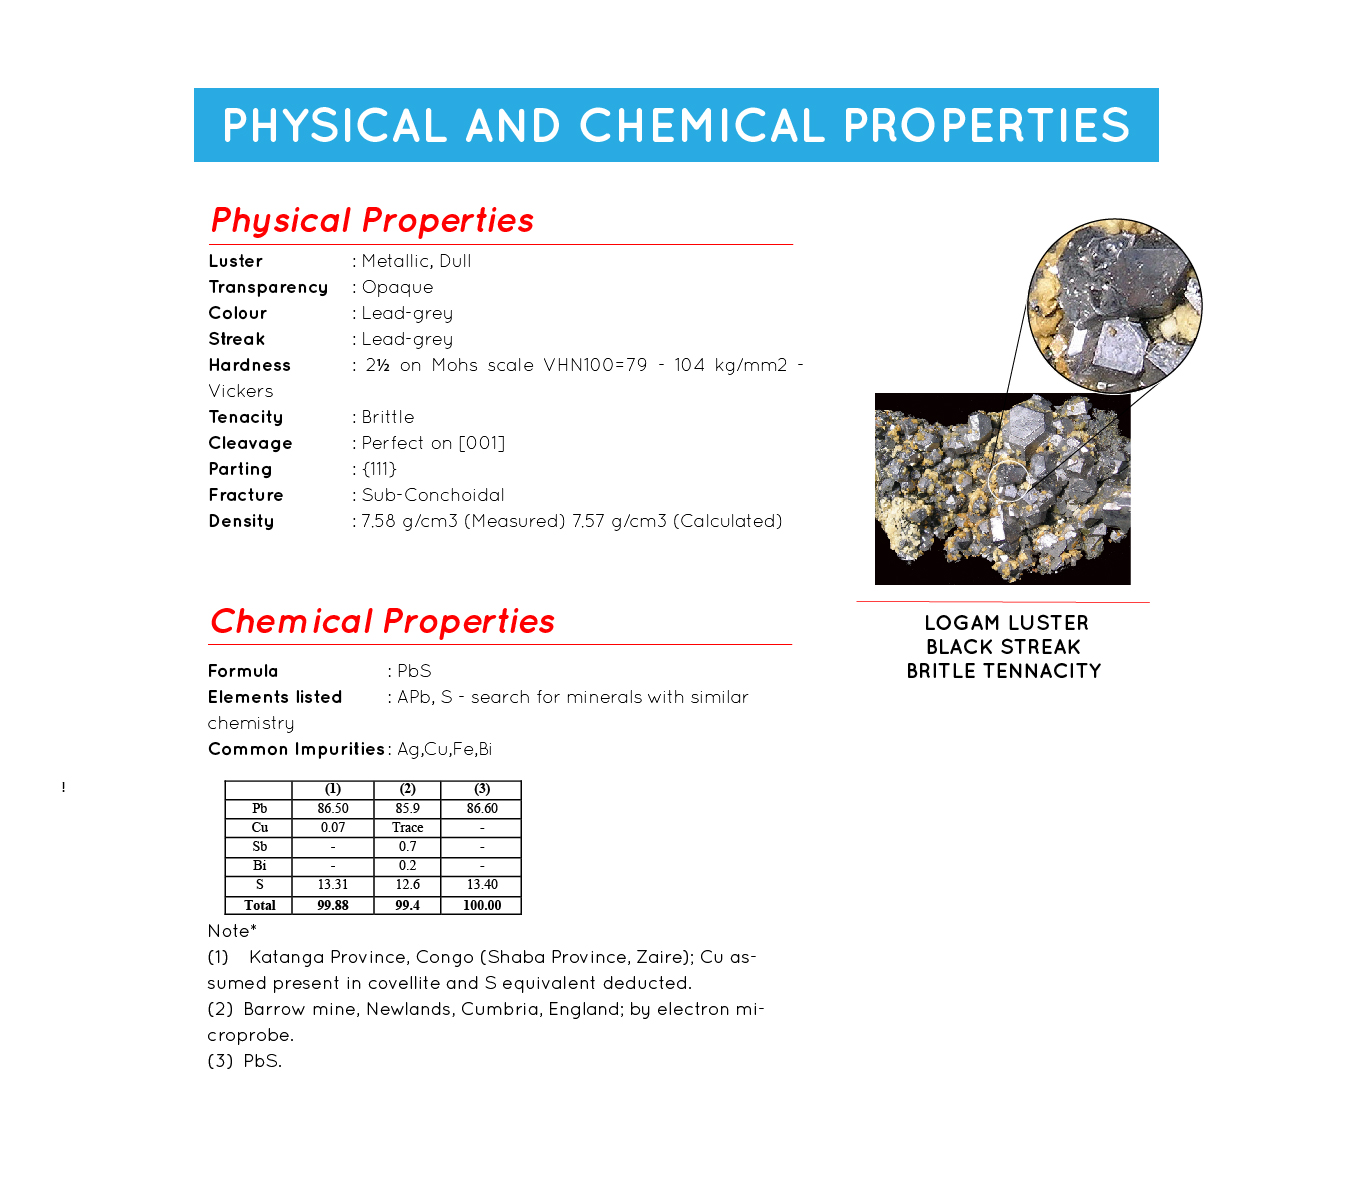 PHYSICAL AND CHEMICAL PROPERTIES
Physical Properties
Luster : Metallic, Dull
Transparency : Opaque
Colour : Lead-grey
Streak : Lead-grey
Hardness : 2½ on Mohs scale VHN100=79 - 104 kg/mm2 -
Vickers
Tenacity : Brittle
Cleavage : Perfect on [001]
Parting : {111}
Fracture : Sub-Conchoidal
Density : 7.58 g/cm3 (Measured) 7.57 g/cm3 (Calculated)
LOGAM LUSTER
BLACK STREAK
BRITLE TENNACITY
Chemical Properties
Formula : PbS
Elements listed : APb, S - search for minerals with similar
chemistry
Common Impurities : Ag,Cu,Fe,Bi
!
(1) (2) (3)
Pb 86.50 85.9 86.60
Cu 0.07 Trace -
Sb - 0.7 -
Bi - 0.2 -
S 13.31 12.6 13.40
Total 99.88 99.4 100.00
Note*
(1) Katanga Province, Congo (Shaba Province, Zaire); Cu as-
sumed present in covellite and S equivalent deducted.
(2) Barrow mine, Newlands, Cumbria, England; by electron mi-
croprobe.
(3) PbS.